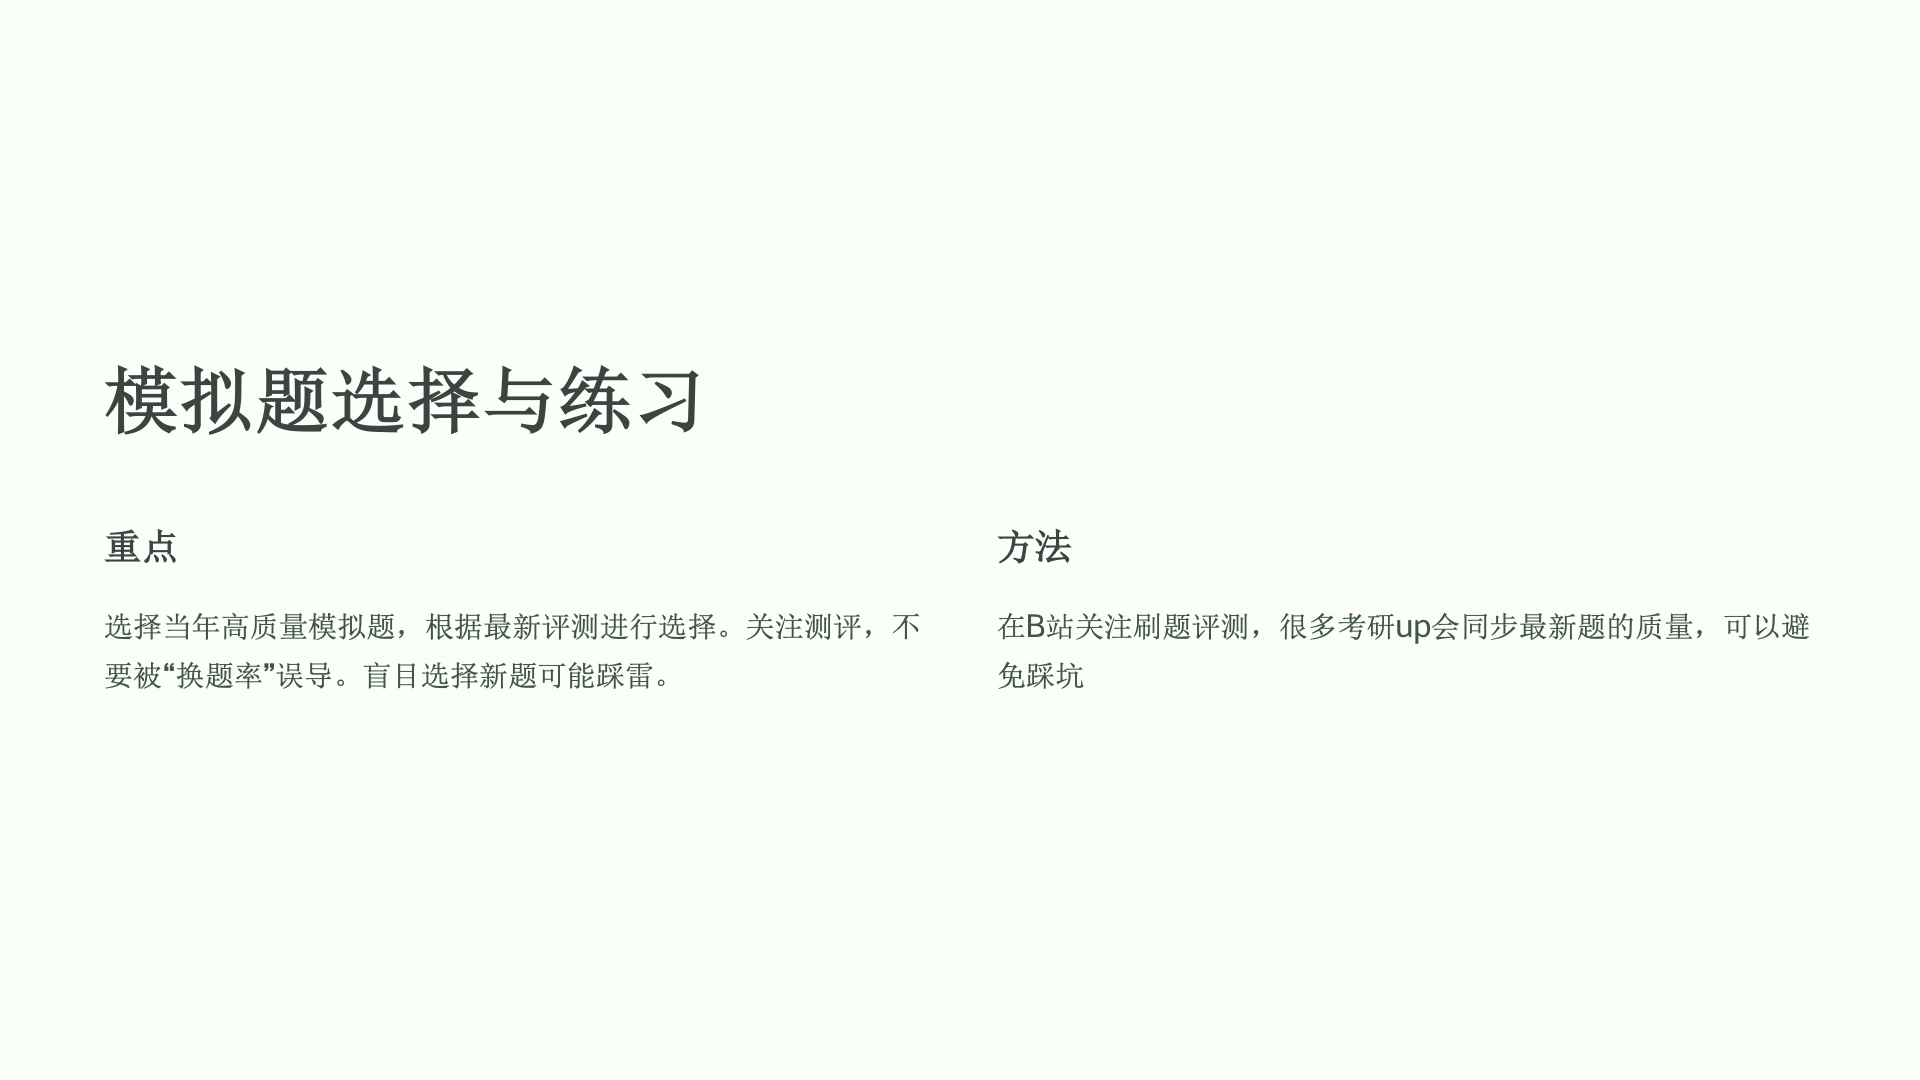 模拟题选择与练习
重点
选择当年高质量模拟题，根据最新评测进行选择。关注测评，不
要被“换题率”误导。盲目选择新题可能踩雷。
方法
在B站关注刷题评测，很多考研up会同步最新题的质量，可以避
免踩坑